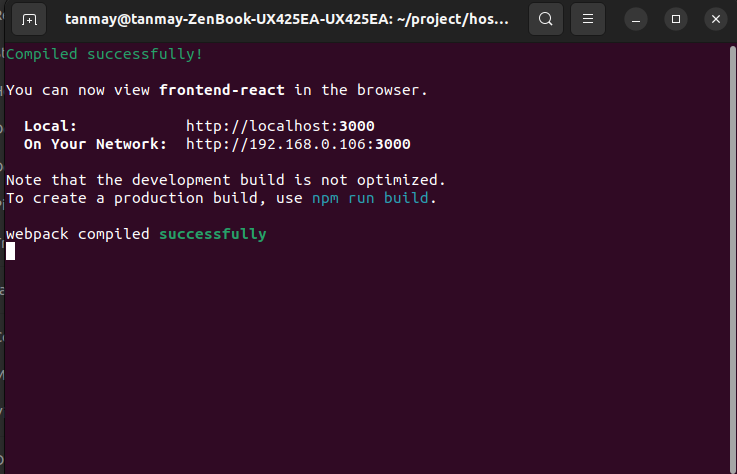 tanmay@tanmay-ZenBook-UX425EA-UX425EA: ~/project/hos...
Compiled successfully!
You can now view frontend-react in the browser.
Local: http://localhost:3000
On Your Network: http://192.168.0.106:3000
Note that the development build is not optimized.
To create a production build, use npm run build.
webpack compiled successfully